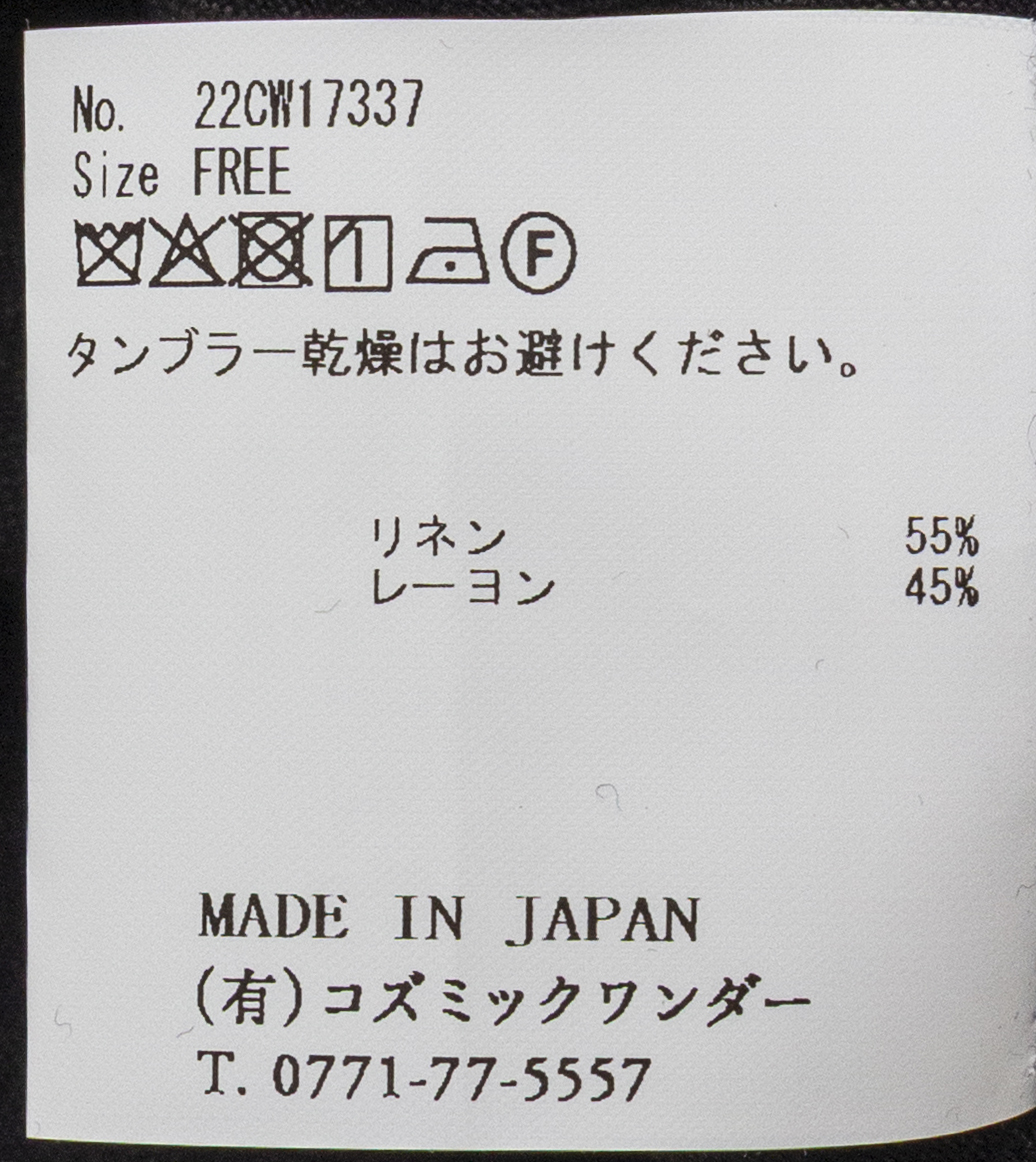 No. 22CW17337
Size FREE
F
タンブラー乾燥はお避けください。
リネン 55%
レーヨン 45%
MADE IN JAPAN
(有)コズミックワンダー
T. 0771-77-5557